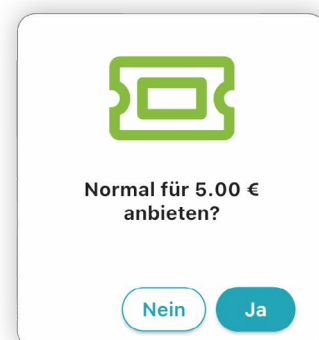 Normal für 5.00 €
anbieten?
Nein
Ja